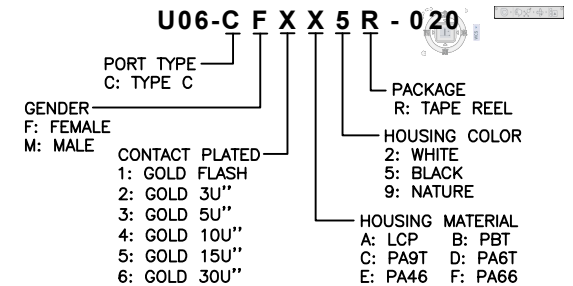 U06-CFXX5R-020
PORT TYPE
C: TYPE C
GENDER
F: FEMALE
M: MALE
CONTACT PLATED
1: GOLD FLASH
2: GOLD 3U''
3: GOLD 5U''
4: GOLD 10U''
5: GOLD 15U''
6: GOLD 30U''
PACKAGE
R: TAPE REEL
HOUSING COLOR
2: WHITE
5: BLACK
9: NATURE
HOUSING MATERIAL
A: LCP B: PBT
C: PA9T D: PA6T
E: PA46 F: PA66